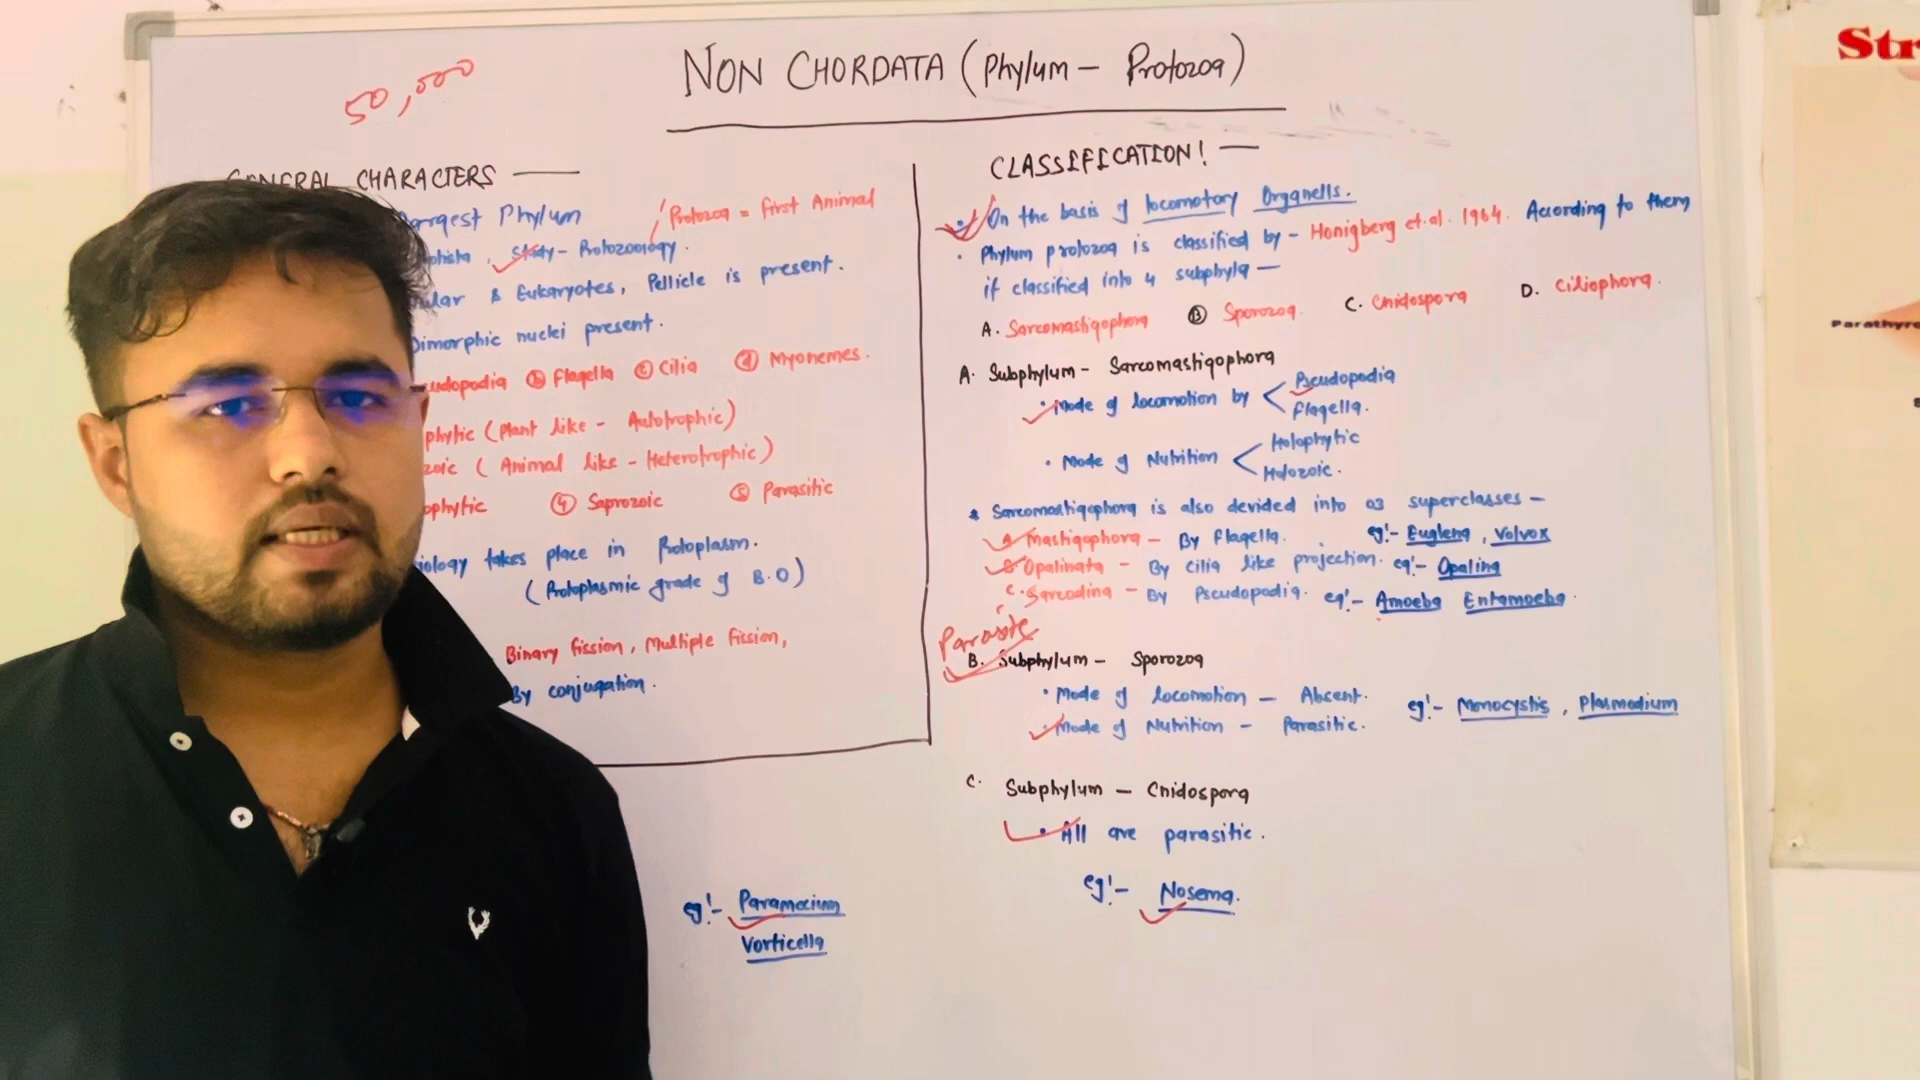 NON CHORDATA (Phylum - Protozoa)
50,000
GENERAL CHARACTERS
Largest Phylum
Protozoa = first Animal
study - Protozoology.
& Eukaryotes, Pellicle is present.
Dimorphic nuclei present.
ⓑ Flagella ⓒ Cilia ⓓ Myonemes.
phytic (Plant like - Autotrophic)
zoic (Animal like - Heterotrophic)
ophytic ④ Saprozoic ⑤ Parasitic
iology takes place in Protoplasm.
(Protoplasmic grade of B.O)
Binary fission, Multiple fission,
By conjugation.
eg!- Paramecium
Vorticella
CLASSIFICATION! —
• On the basis of locomotory Organells.
• Phylum protozoa is classified by - Honigberg et.al. 1964. According to them
if classified into 4 subphyla —
A. Sarcomastigophora Ⓑ Sporozoa. C. Cnidospora D. Ciliophora.
A. Subphylum - Sarcomastigophora
• Mode of locomotion by < Pseudopodia
Flagella.
• Mode of Nutrition < Holophytic
Holozoic.
* Sarcomastigophora is also devided into 03 superclasses -
A. Mastigophora - By flagella. eg!- Euglena, Volvox
B. Opalinata - By cilia like projection. eg!- Opalina
C. Sarcodina - By Pseudopodia. eg!- Amoeba Entamoeba.
Parasite
B. Subphylum - Sporozoa
• Mode of locomotion - Absent.
• Mode of Nutrition - Parasitic. eg!- Monocystis, Plasmodium
C. Subphylum - Cnidospora
• All are parasitic.
eg!- Nosema.
Str
Parathyro